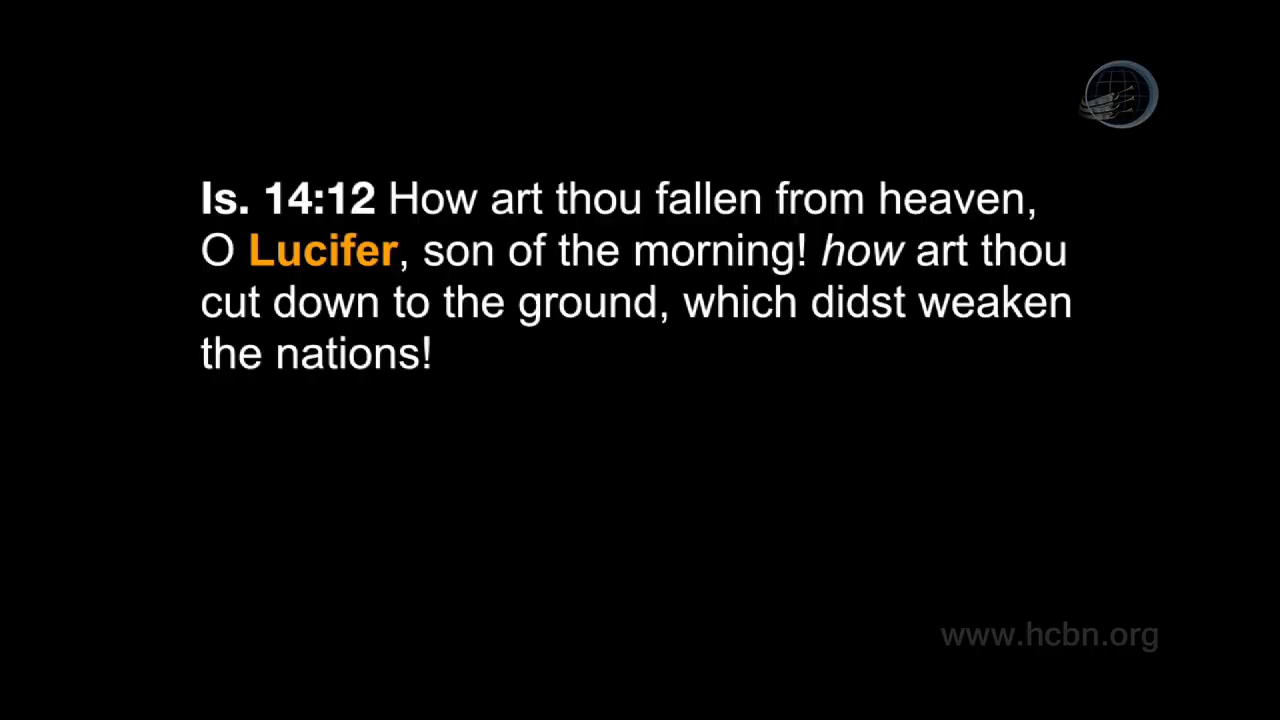 Is. 14:12 How art thou fallen from heaven,
O Lucifer, son of the morning! how art thou
cut down to the ground, which didst weaken
the nations!
www.hcbn.org